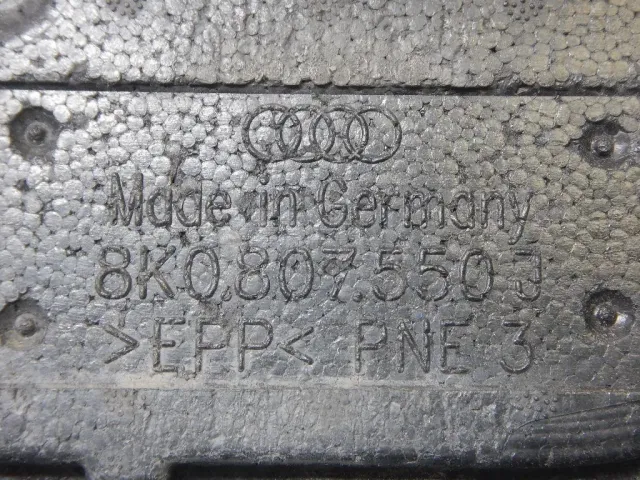 Made in Germany
8K0.807.550 J
>EPP< PNE 3